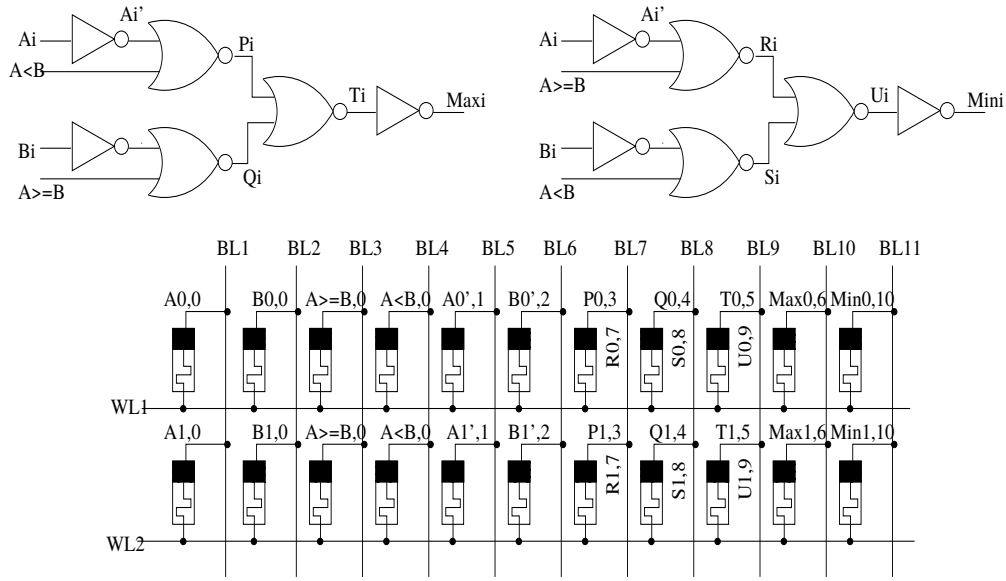 Ai Ai' Pi
A<B
Ti Maxi
Bi
A>=B Qi
Ai Ai' Ri
A>=B
Ui Mini
Bi
A<B Si
BL1 BL2 BL3 BL4 BL5 BL6 BL7 BL8 BL9 BL10 BL11
A0,0 B0,0 A>=B,0 A<B,0 A0',1 B0',2 P0,3 Q0,4 T0,5 Max0,6 Min0,10
R0,7 S0,8 U0,9
WL1
A1,0 B1,0 A>=B,0 A<B,0 A1',1 B1',2 P1,3 Q1,4 T1,5 Max1,6 Min1,10
R1,7 S1,8 U1,9
WL2